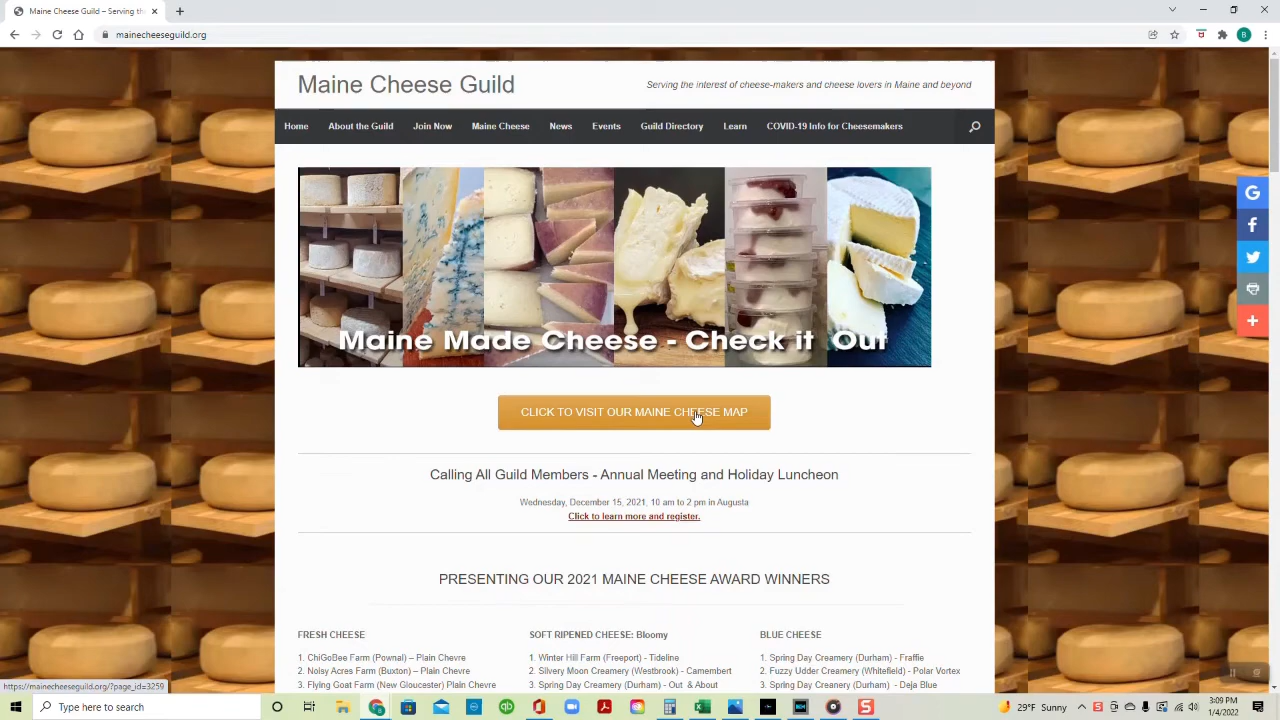 Maine Cheese Guild – Serving th
mainecheeseguild.org
Maine Cheese Guild
Serving the interest of cheese-makers and cheese lovers in Maine and beyond
Home About the Guild Join Now Maine Cheese News Events Guild Directory Learn COVID-19 Info for Cheesemakers
Maine Made Cheese - Check it Out
CLICK TO VISIT OUR MAINE CHEESE MAP
Calling All Guild Members - Annual Meeting and Holiday Luncheon
Wednesday, December 15, 2021, 10 am to 2 pm in Augusta
Click to learn more and register.
PRESENTING OUR 2021 MAINE CHEESE AWARD WINNERS
FRESH CHEESE
1. ChiGoBee Farm (Pownal) – Plain Chevre
2. Noisy Acres Farm (Buxton) – Plain Chevre
3. Flying Goat Farm (New Gloucester) Plain Chevre
SOFT RIPENED CHEESE: Bloomy
1. Winter Hill Farm (Freeport) - Tideline
2. Silvery Moon Creamery (Westbrook) - Camembert
3. Spring Day Creamery (Durham) - Out & About
BLUE CHEESE
1. Spring Day Creamery (Durham) - Fraffie
2. Fuzzy Udder Creamery (Whitefield) - Polar Vortex
3. Spring Day Creamery (Durham) - Deja Blue
https://mainecheeseguild.org/?page_id=3259
Type here to search
29°F Sunny
3:09 PM
1/4/2022